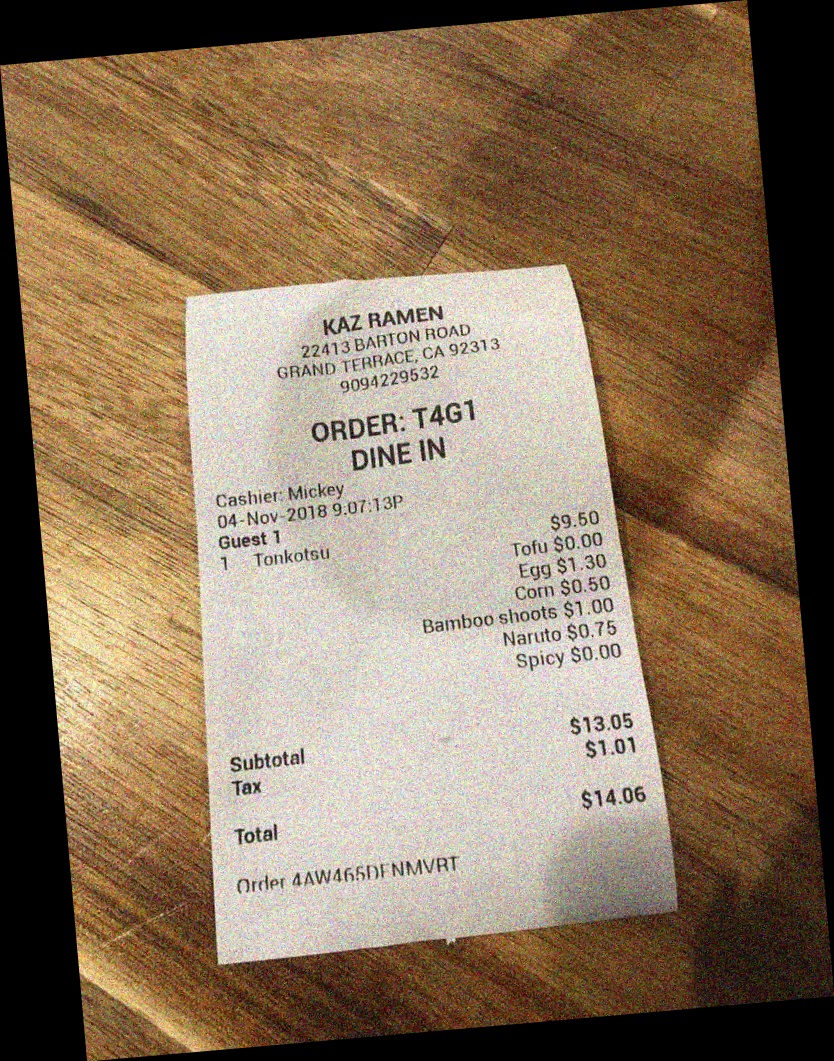 KAZ RAMEN
22413 BARTON ROAD
GRAND TERRACE, CA 92313
9094229532
ORDER: T4G1
DINE IN
Cashier: Mickey
04-Nov-2018 9:07:13P
Guest 1
1 Tonkotsu $9.50
Tofu $0.00
Egg $1.30
Corn $0.50
Bamboo shoots $1.00
Naruto $0.75
Spicy $0.00
Subtotal $13.05
Tax $1.01
Total $14.06
Order 4AW465DFNMVRT